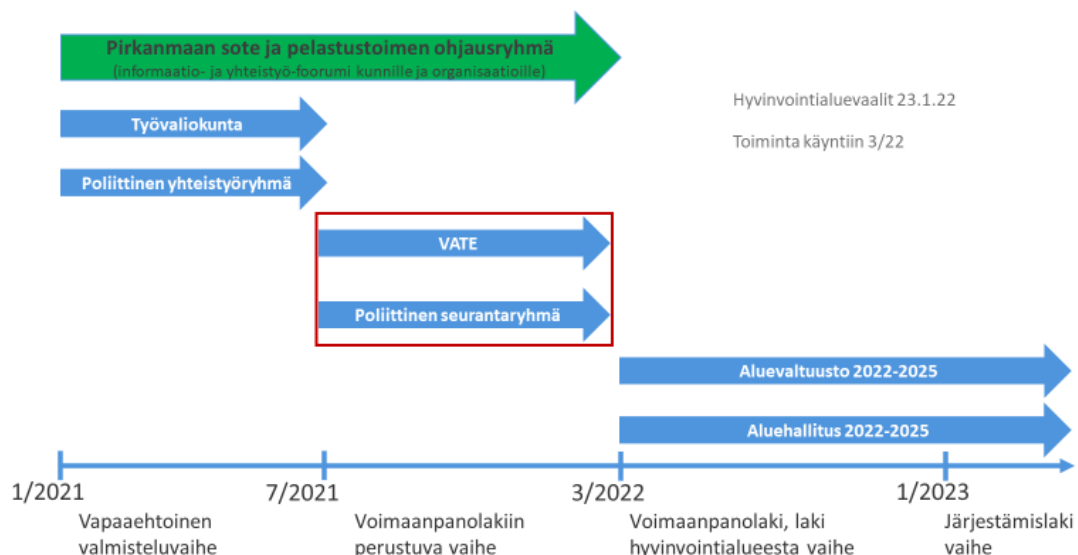 Pirkanmaan sote ja pelastustoimen ohjausryhmä
(informaatio- ja yhteistyö-foorumi kunnille ja organisaatioille)
Hyvinvointialuevaalit 23.1.22
Työvaliokunta
Toiminta käyntiin 3/22
Poliittinen yhteistyöryhmä
VATE
Poliittinen seurantaryhmä
Aluevaltuusto 2022-2025
Aluehallitus 2022-2025
1/2021
7/2021
3/2022
1/2023
Vapaaehtoinen
valmisteluvaihe
Voimaanpanolakiin
perustuva vaihe
Voimaanpanolaki, laki
hyvinvointialueesta vaihe
Järjestämislaki
vaihe